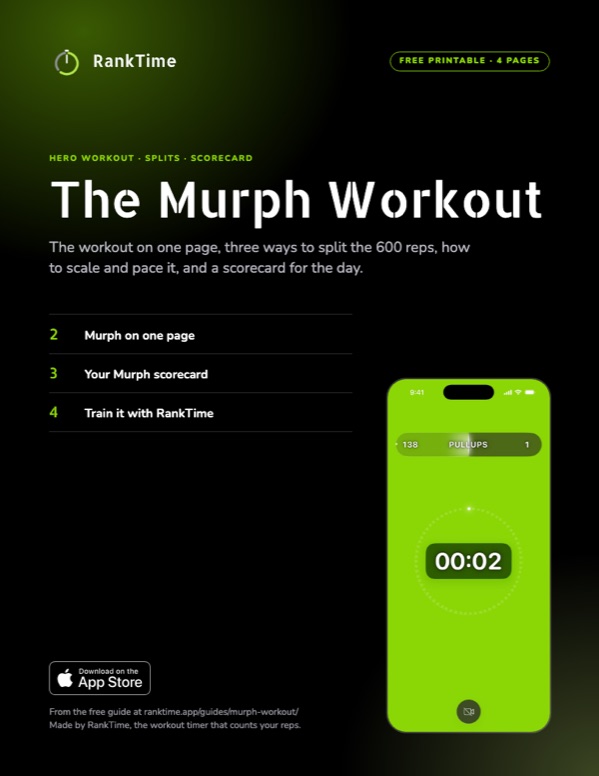 RankTime
FREE PRINTABLE · 4 PAGES
HERO WORKOUT · SPLITS · SCORECARD
The Murph Workout
The workout on one page, three ways to split the 600 reps, how
to scale and pace it, and a scorecard for the day.
2 Murph on one page
3 Your Murph scorecard
4 Train it with RankTime
9:41
138 PULLUPS 1
00:02
Download on the
App Store
From the free guide at ranktime.app/guides/murph-workout/
Made by RankTime, the workout timer that counts your reps.